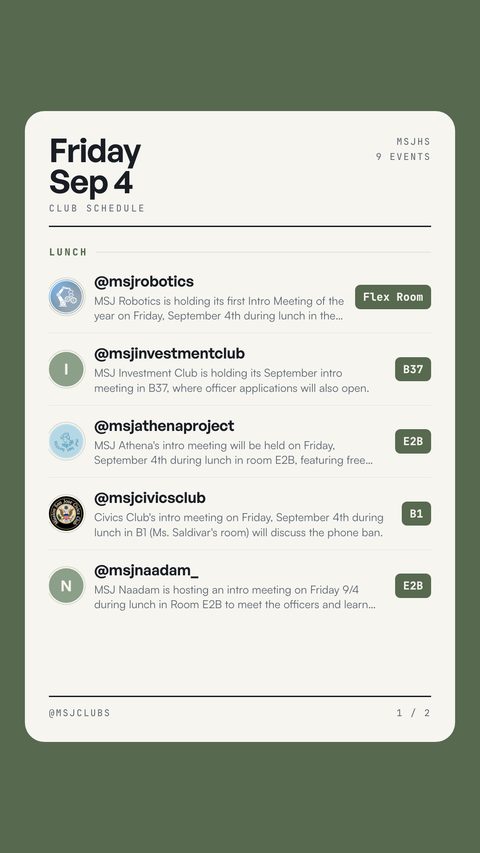 Friday
Sep 4
CLUB SCHEDULE
MSJHS
9 EVENTS
LUNCH
@msjrobotics
MSJ Robotics is holding its first Intro Meeting of the
year on Friday, September 4th during lunch in the…
Flex Room
I
@msjinvestmentclub
MSJ Investment Club is holding its September intro
meeting in B37, where officer applications will also open.
B37
@msjathenaproject
MSJ Athena's intro meeting will be held on Friday,
September 4th during lunch in room E2B, featuring free…
E2B
@msjcivicsclub
Civics Club's intro meeting on Friday, September 4th during
lunch in B1 (Ms. Saldivar's room) will discuss the phone ban.
B1
N
@msjnaadam_
MSJ Naadam is hosting an intro meeting on Friday 9/4
during lunch in Room E2B to meet the officers and learn…
E2B
@MSJCLUBS
1 / 2